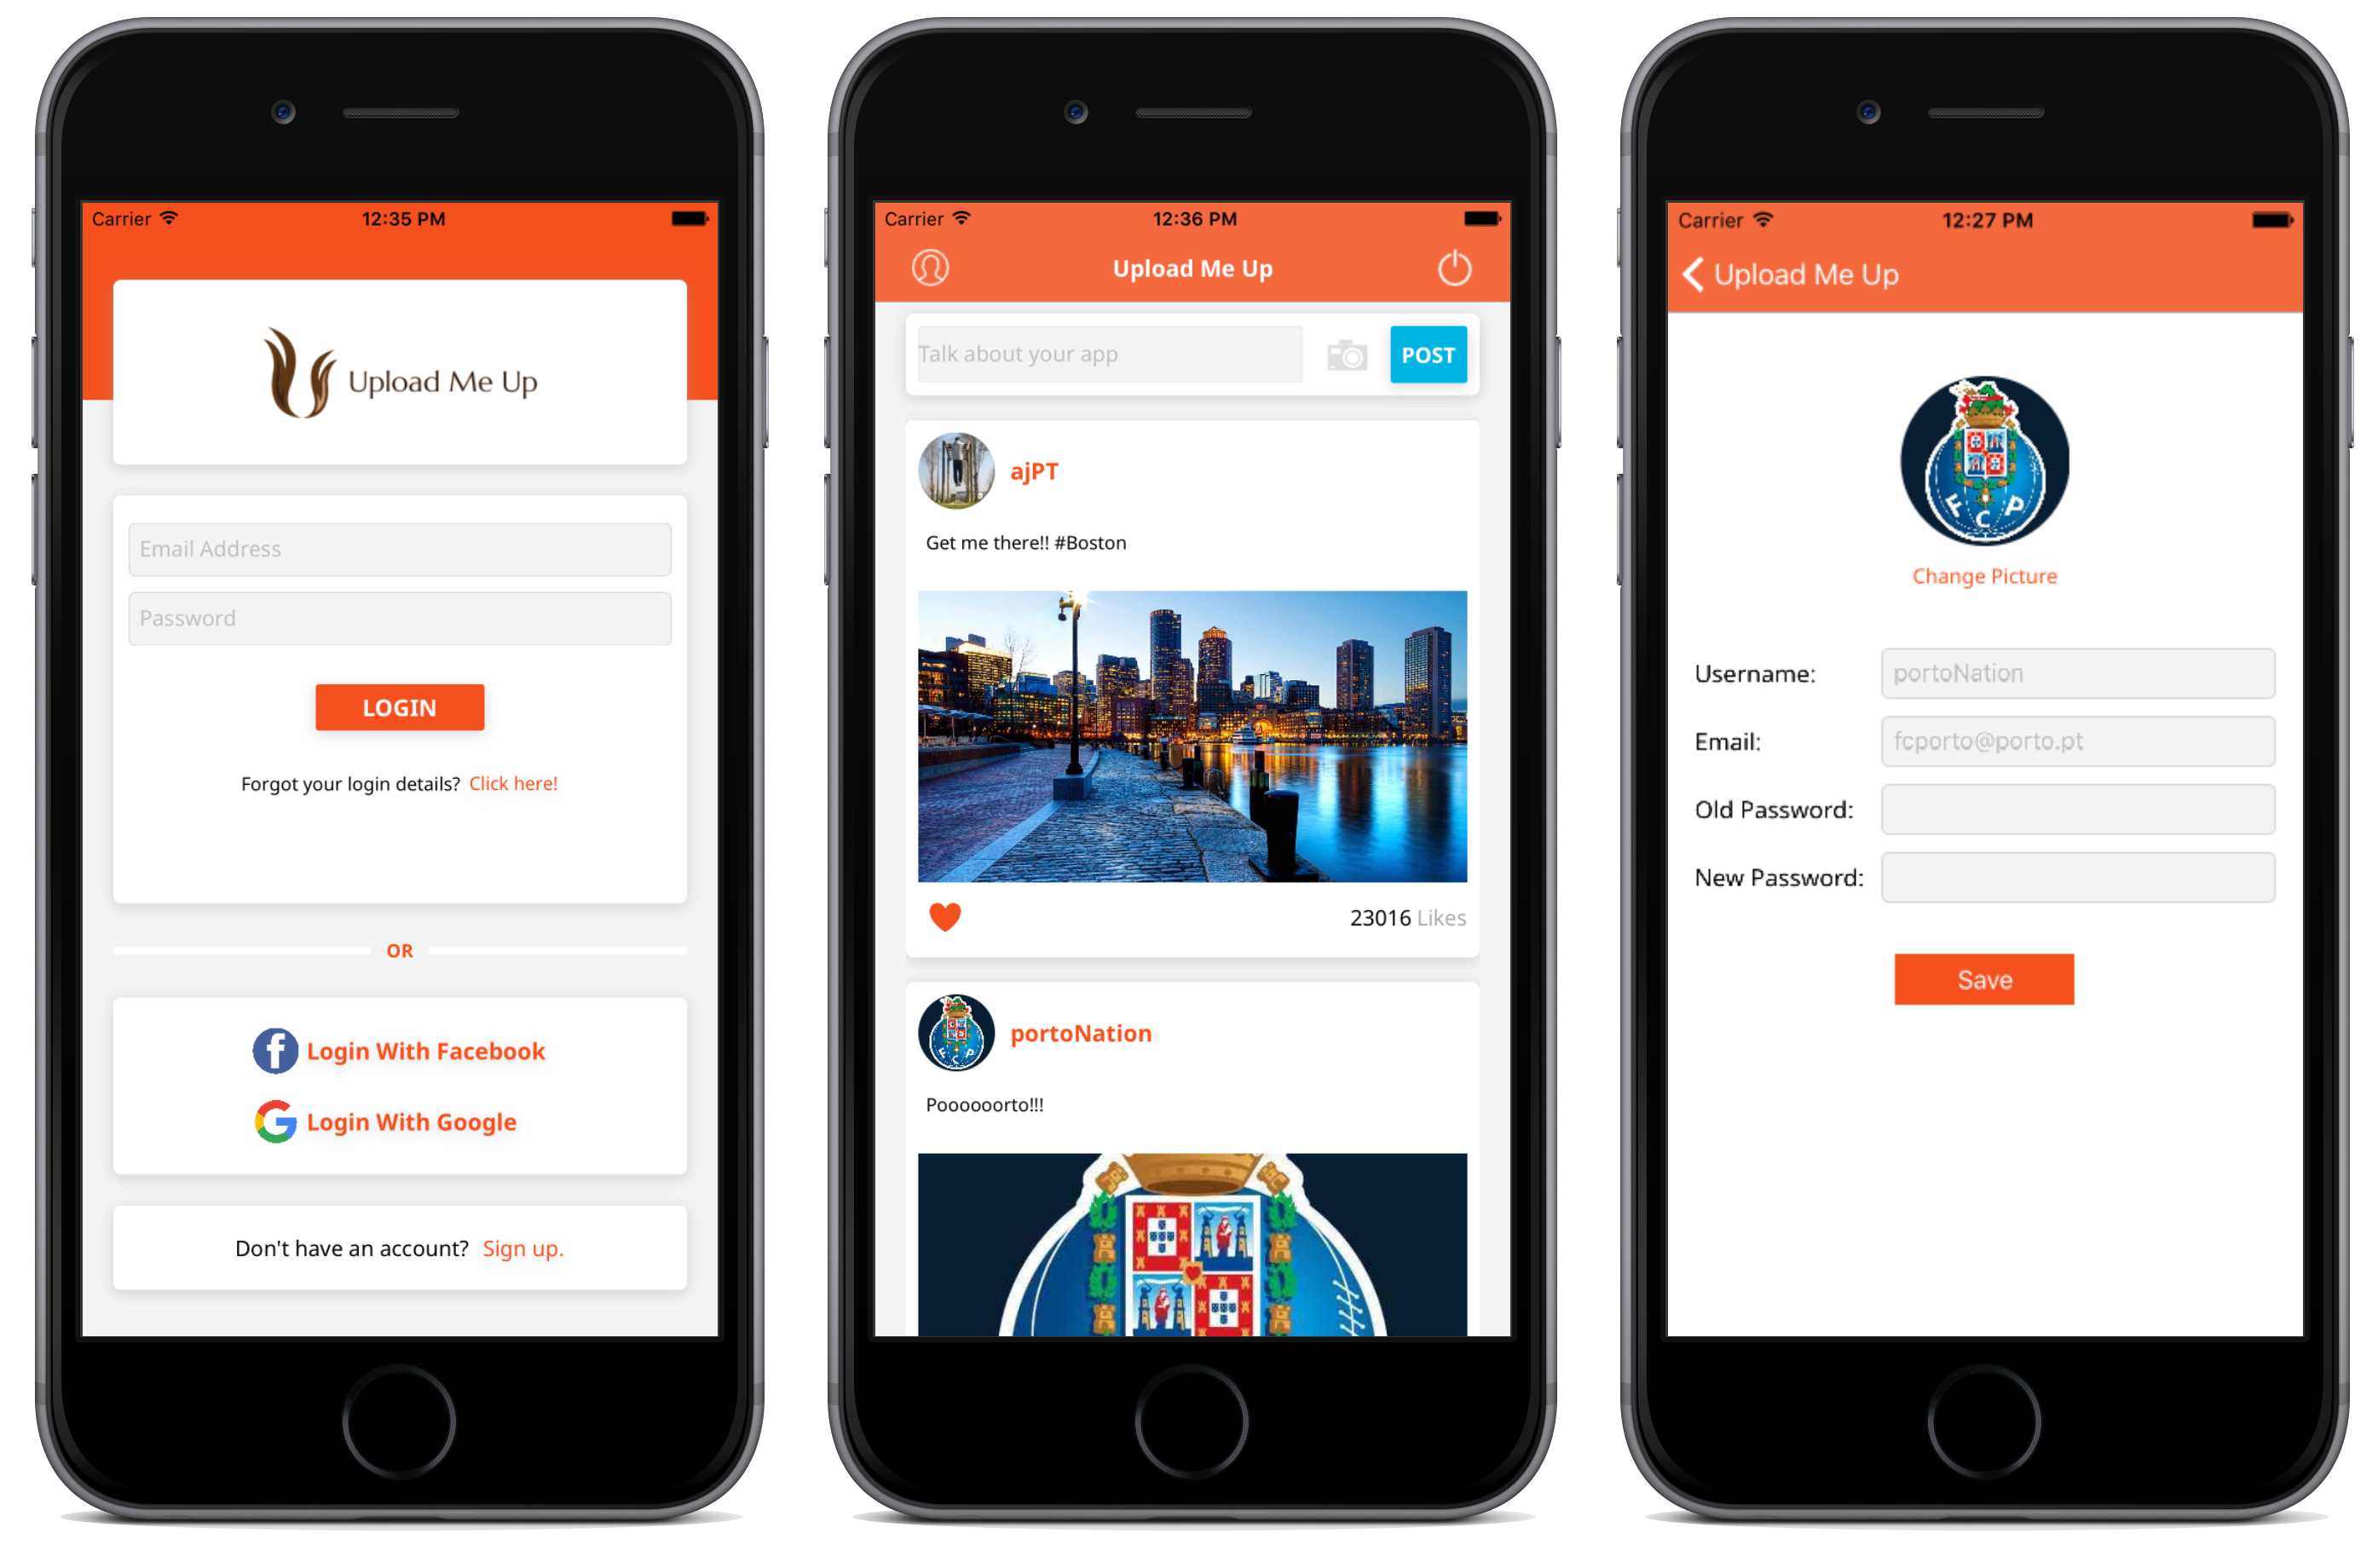 Carrier 12:35 PM
Upload Me Up
Email Address
Password
LOGIN
Forgot your login details? Click here!
OR
Login With Facebook
Login With Google
Don't have an account? Sign up.
Carrier 12:36 PM
Upload Me Up
Talk about your app
POST
ajPT
Get me there!! #Boston
23016 Likes
FCP
portoNation
Poooooorto!!!
Carrier 12:27 PM
Upload Me Up
FCP
Change Picture
Username: portoNation
Email: fcporto@porto.pt
Old Password:
New Password:
Save